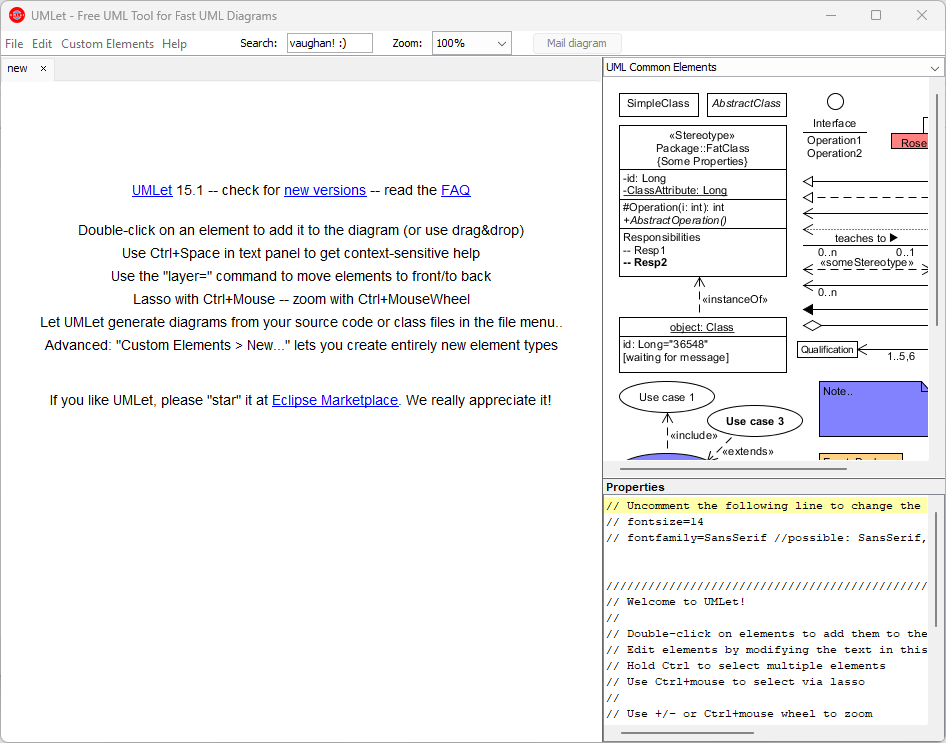 UMLet - Free UML Tool for Fast UML Diagrams
File Edit Custom Elements Help Search: vaughan! :) Zoom: 100% Mail diagram
new ×
UMLet 15.1 -- check for new versions -- read the FAQ
Double-click on an element to add it to the diagram (or use drag&drop)
Use Ctrl+Space in text panel to get context-sensitive help
Use the "layer=" command to move elements to front/to back
Lasso with Ctrl+Mouse -- zoom with Ctrl+MouseWheel
Let UMLet generate diagrams from your source code or class files in the file menu..
Advanced: "Custom Elements > New..." lets you create entirely new element types
If you like UMLet, please "star" it at Eclipse Marketplace. We really appreciate it!
UML Common Elements
SimpleClass
AbstractClass
«Stereotype»
Package::FatClass
{Some Properties}
-id: Long
-ClassAttribute: Long
#Operation(i: int): int
+AbstractOperation()
Responsibilities
-- Resp1
-- Resp2
«instanceOf»
object: Class
id: Long="36548"
[waiting for message]
Use case 1
Use case 3
«include»
«extends»
Interface
Operation1
Operation2
Rose
teaches to ▶
0..n 0..1
«someStereotype»
0..n
Qualification
1..5,6
Note..
Properties
// Uncomment the following line to change the
// fontsize=14
// fontfamily=SansSerif //possible: SansSerif,
//////////////////////////////////////////////
// Welcome to UMLet!
//
// Double-click on elements to add them to the
// Edit elements by modifying the text in this
// Hold Ctrl to select multiple elements
// Use Ctrl+mouse to select via lasso
//
// Use +/- or Ctrl+mouse wheel to zoom